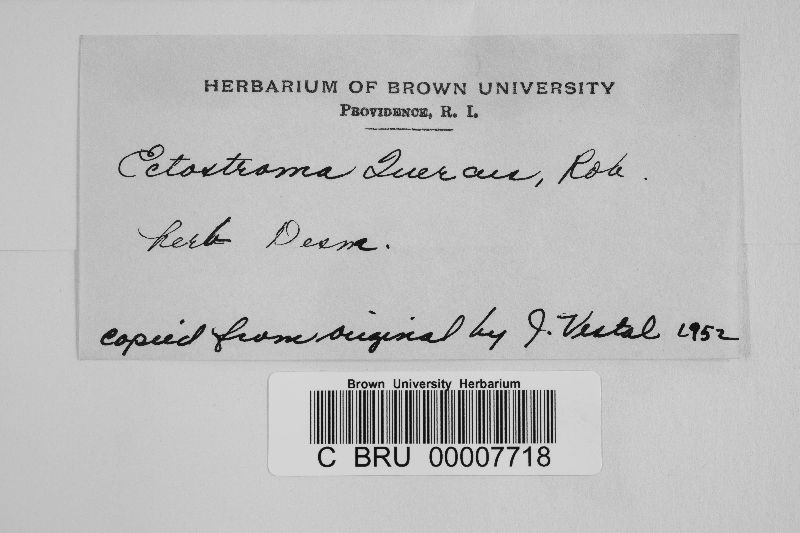 HERBARIUM OF BROWN UNIVERSITY
PROVIDENCE, R. I.
Ectostroma Quercus, Rob.
herb Desm.
copied from original by J. Vestal 1952
Brown University Herbarium
C BRU 00007718